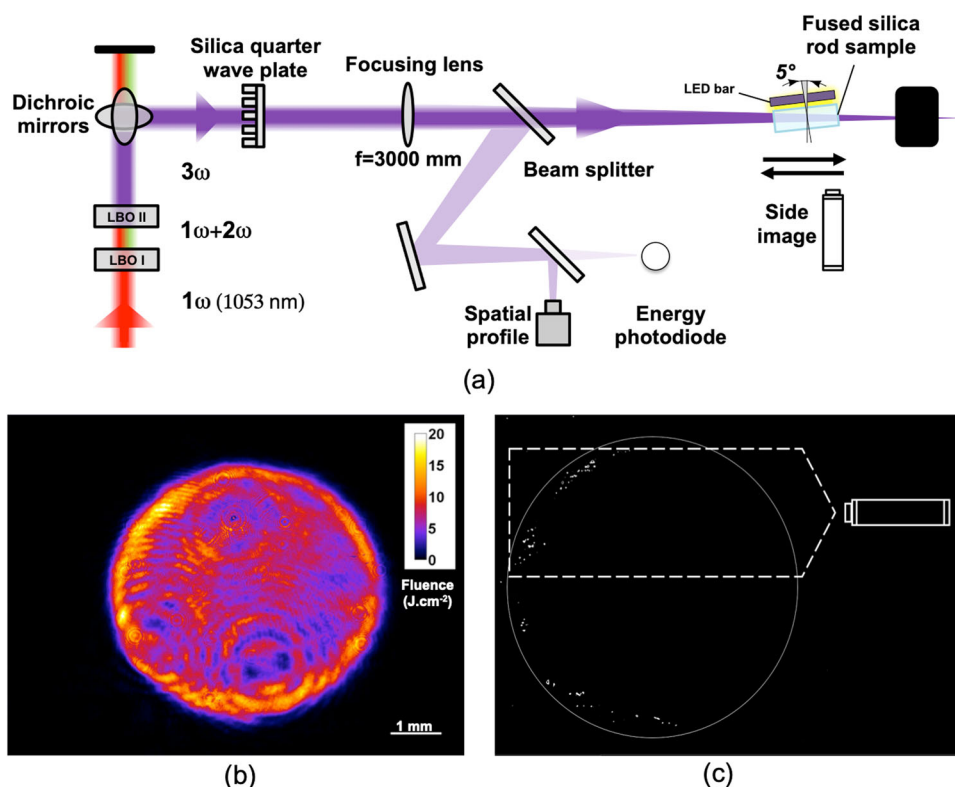 Silica quarter
wave plate
Focusing lens
Fused silica
rod sample
5°
LED bar
Dichroic
mirrors
f=3000 mm
Beam splitter
3ω
LBO II
1ω+2ω
LBO I
1ω (1053 nm)
Side
image
Spatial
profile
Energy
photodiode
(a)
20
15
10
5
0
Fluence
(J.cm-2)
1 mm
(b)
(c)